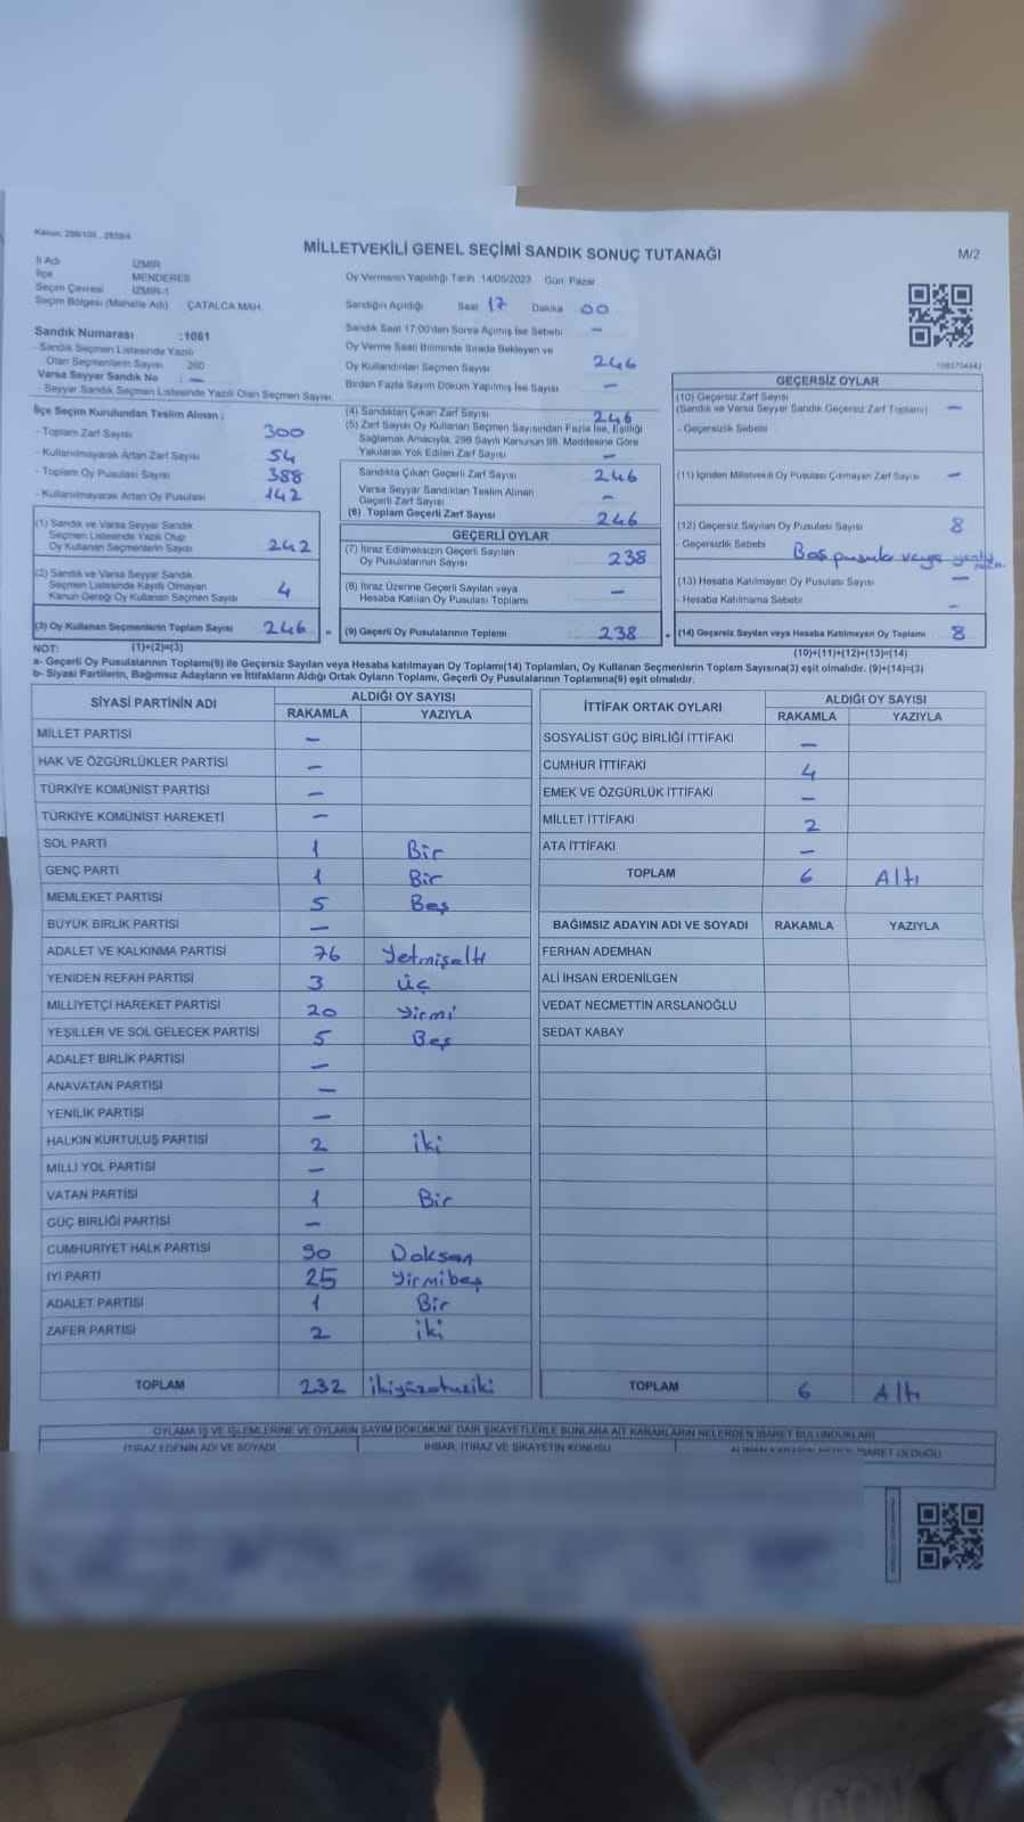 MİLLETVEKİLİ GENEL SEÇİMİ SANDIK SONUÇ TUTANAĞI
M/2
İl Adı İZMİR
İlçe MENDERES
Seçim Çevresi İZMİR-1
Seçim Bölgesi (Mahalle Adı) ÇATALCA MAH.
Oy Vermenin Yapıldığı Tarih 14/05/2023 Gün Pazar
Sandığın Açıldığı Saat 17 Dakika 00
Sandık Numarası :1061
- Sandık Seçmen Listesinde Yazılı
Olan Seçmenlerin Sayısı
Varsa Seyyar Sandık No -
- Seyyar Sandık Seçmen Listesinde Yazılı Olan Seçmen Sayısı
Sandık Saat 17:00'den Sonra Açılmış İse Sebebi -
Oy Verme Saati Bitiminde Sırada Bekleyen ve
Oy Kullandırılan Seçmen Sayısı 246
Birden Fazla Sayım Döküm Yapılmış İse Sayısı -
İlçe Seçim Kurulundan Teslim Alınan :
- Toplam Zarf Sayısı 300
- Kullanılmayarak Artan Zarf Sayısı 54
- Toplam Oy Pusulası Sayısı 388
- Kullanılmayarak Artan Oy Pusulası 142
(1) Sandık ve Varsa Seyyar Sandık
Seçmen Listesinde Yazılı Olup
Oy Kullanan Seçmenlerin Sayısı 242
(2) Sandık ve Varsa Seyyar Sandık
Seçmen Listesinde Kayıtlı Olmayan
Kanun Gereği Oy Kullanan Seçmen Sayısı 4
(3) Oy Kullanan Seçmenlerin Toplam Sayısı 246
(4) Sandıktan Çıkan Zarf Sayısı 246
(5) Zarf Sayısı Oy Kullanan Seçmen Sayısından Fazla İse, Eşitliği
Sağlamak Amacıyla, 298 Sayılı Kanunun 98. Maddesine Göre
Yakılarak Yok Edilen Zarf Sayısı -
Sandıkta Çıkan Geçerli Zarf Sayısı 246
Varsa Seyyar Sandıktan Teslim Alınan
Geçerli Zarf Sayısı -
(6) Toplam Geçerli Zarf Sayısı 246
GEÇERLİ OYLAR
(7) İtiraz Edilmeksizin Geçerli Sayılan
Oy Pusulalarının Sayısı 238
(8) İtiraz Üzerine Geçerli Sayılan veya
Hesaba Katılan Oy Pusulası Toplamı -
(9) Geçerli Oy Pusulalarının Toplamı 238
GEÇERSİZ OYLAR
(10) Geçersiz Zarf Sayısı
(Sandık ve Varsa Seyyar Sandık Geçersiz Zarf Toplamı) -
- Geçersizlik Sebebi
(11) İçinden Milletvekili Oy Pusulası Çıkmayan Zarf Sayısı -
(12) Geçersiz Sayılan Oy Pusulası Sayısı 8
- Geçersizlik Sebebi Boş pusula veya
(13) Hesaba Katılmayan Oy Pusulası Sayısı -
- Hesaba Katılmama Sebebi -
(14) Geçersiz Sayılan veya Hesaba Katılmayan Oy Toplamı 8
NOT: (1)+(2)=(3)
(10)+(11)+(12)+(13)=(14)
a- Geçerli Oy Pusulalarının Toplamı(9) ile Geçersiz Sayılan veya Hesaba katılmayan Oy Toplamı(14) Toplamları, Oy Kullanan Seçmenlerin Toplam Sayısına(3) eşit olmalıdır. (9)+(14)=(3)
b- Siyasi Partilerin, Bağımsız Adayların ve İttifakların Aldığı Ortak Oyların Toplamı, Geçerli Oy Pusulalarının Toplamına(9) eşit olmalıdır.
SİYASİ PARTİNİN ADI ALDIĞI OY SAYISI
RAKAMLA YAZIYLA
MİLLET PARTİSİ -
HAK VE ÖZGÜRLÜKLER PARTİSİ -
TÜRKİYE KOMÜNİST PARTİSİ -
TÜRKİYE KOMÜNİST HAREKETİ -
SOL PARTİ 1 Bir
GENÇ PARTİ 1 Bir
MEMLEKET PARTİSİ 5 Beş
BÜYÜK BİRLİK PARTİSİ -
ADALET VE KALKINMA PARTİSİ 76 Yetmişaltı
YENİDEN REFAH PARTİSİ 3 üç
MİLLİYETÇİ HAREKET PARTİSİ 20 Yirmi
YEŞİLLER VE SOL GELECEK PARTİSİ 5 Beş
ADALET BİRLİK PARTİSİ -
ANAVATAN PARTİSİ -
YENİLİK PARTİSİ -
HALKIN KURTULUŞ PARTİSİ 2 iki
MİLLİ YOL PARTİSİ -
VATAN PARTİSİ 1 Bir
GÜÇ BİRLİĞİ PARTİSİ -
CUMHURİYET HALK PARTİSİ 90 Doksan
İYİ PARTİ 25 Yirmibeş
ADALET PARTİSİ 1 Bir
ZAFER PARTİSİ 2 iki
TOPLAM 232 ikiyüzotuziki
İTTİFAK ORTAK OYLARI ALDIĞI OY SAYISI
RAKAMLA YAZIYLA
SOSYALİST GÜÇ BİRLİĞİ İTTİFAKI -
CUMHUR İTTİFAKI 4
EMEK VE ÖZGÜRLÜK İTTİFAKI -
MİLLET İTTİFAKI 2
ATA İTTİFAKI -
TOPLAM 6 Altı
BAĞIMSIZ ADAYIN ADI VE SOYADI RAKAMLA YAZIYLA
FERHAN ADEMHAN
ALİ İHSAN ERDENİLGEN
VEDAT NECMETTİN ARSLANOĞLU
SEDAT KABAY
TOPLAM 6 Altı
OYLAMA İŞ VE İŞLEMLERİNE VE OYLARIN SAYIM DÖKÜMÜNE DAİR ŞİKAYETLERLE BUNLARA AİT KARARLARIN NELERDEN İBARET BULUNDUKLARI
İTİRAZ EDENİN ADI VE SOYADI İHBAR, İTİRAZ VE ŞİKAYETİN KONUSU